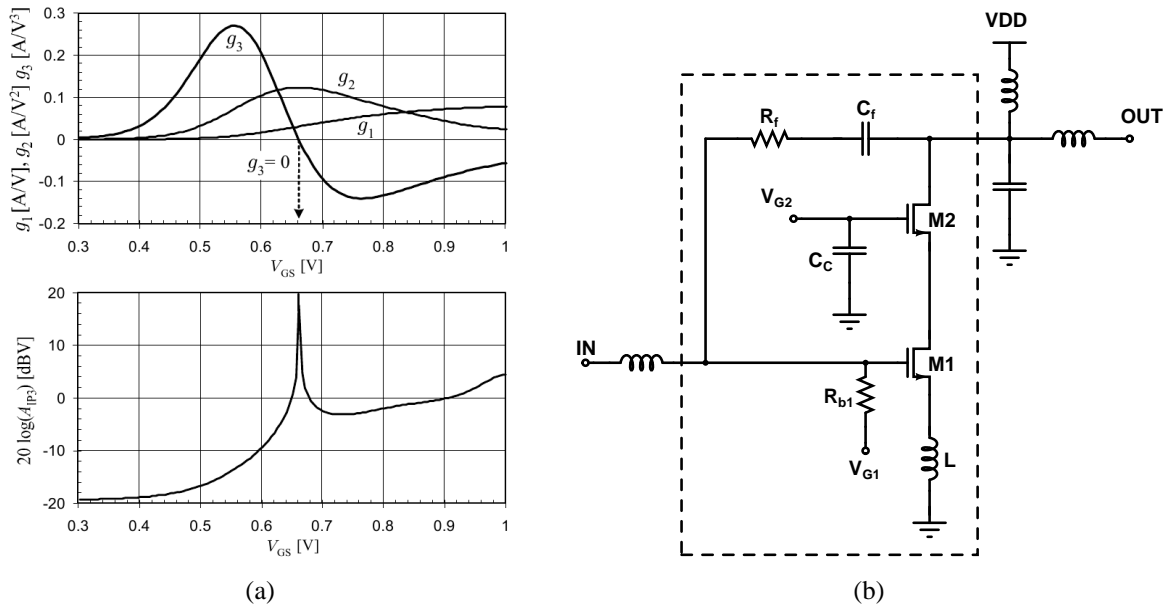 g1 [A/V], g2 [A/V2] g3 [A/V3]
0.3
0.2
0.1
0
-0.1
-0.2
g3
g2
g1
g3 = 0
0.3 0.4 0.5 0.6 0.7 0.8 0.9 1
VGS [V]
20 log(AIP3) [dBV]
20
10
0
-10
-20
0.3 0.4 0.5 0.6 0.7 0.8 0.9 1
VGS [V]
(a)
VDD
Rf
Cf
OUT
VG2
M2
CC
IN
M1
Rb1
L
VG1
(b)